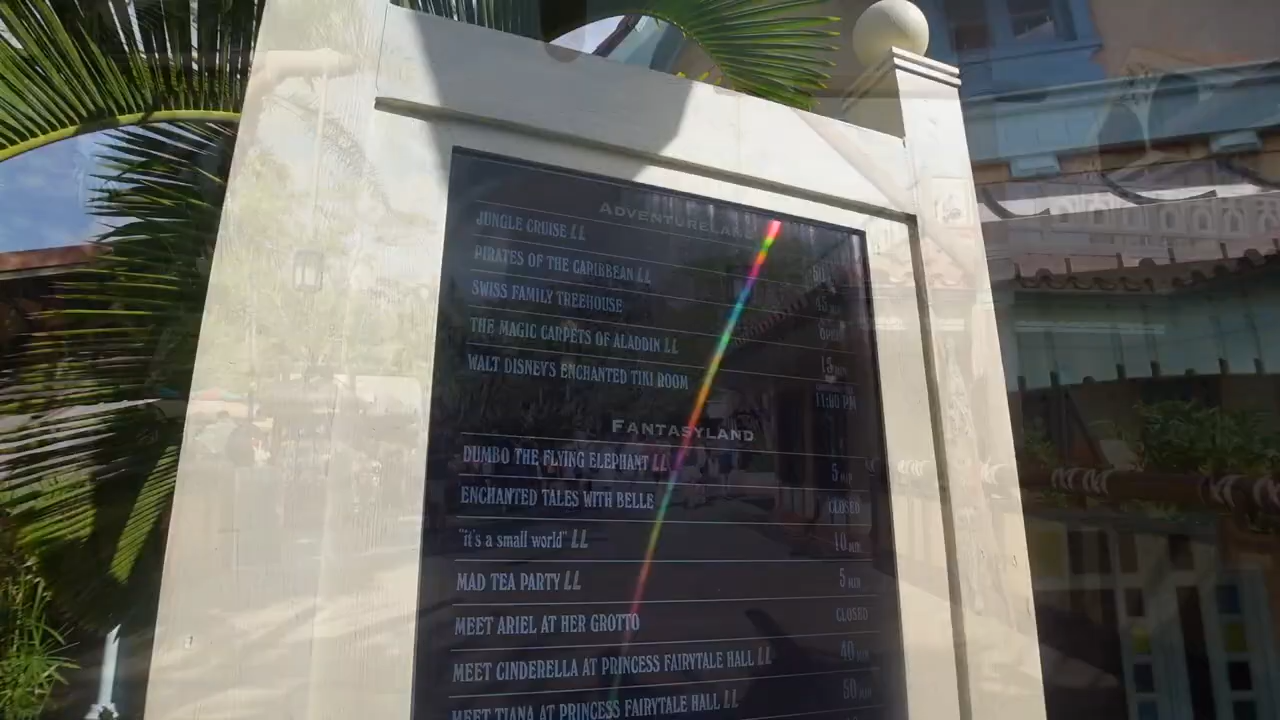 ADVENTURELAND
JUNGLE CRUISE LL
PIRATES OF THE CARIBBEAN LL
SWISS FAMILY TREEHOUSE
THE MAGIC CARPETS OF ALADDIN LL 15 MIN
WALT DISNEY'S ENCHANTED TIKI ROOM 11:00 PM
FANTASYLAND
DUMBO THE FLYING ELEPHANT LL 5 MIN
ENCHANTED TALES WITH BELLE CLOSED
"it's a small world" LL 10 MIN
MAD TEA PARTY LL 5 MIN
MEET ARIEL AT HER GROTTO CLOSED
MEET CINDERELLA AT PRINCESS FAIRYTALE HALL LL 40 MIN
MEET TIANA AT PRINCESS FAIRYTALE HALL LL 50 MIN